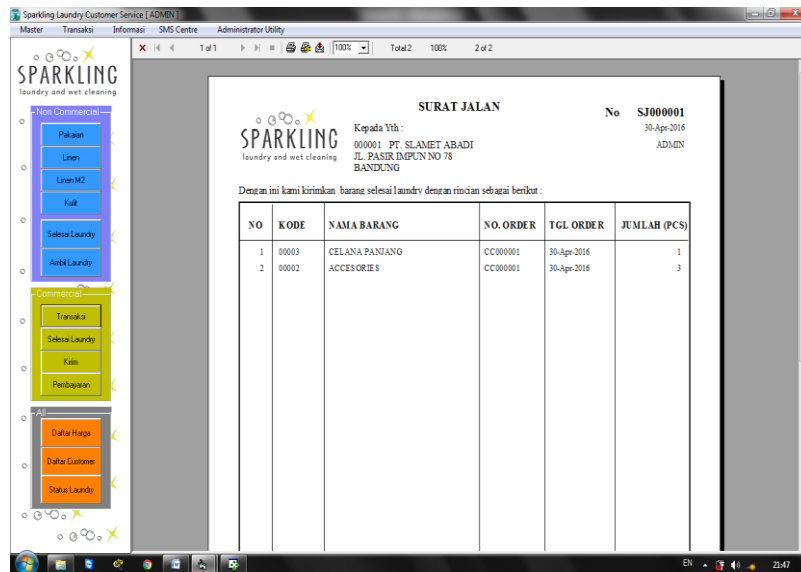 Sparkling Laundry Customer Service [ ADMIN ]
Master Transaksi Informasi SMS Centre Administrator Utility
1 of 1 100% Total:2 100% 2 of 2
SPARKLING
laundry and wet cleaning
Non Commercial
Pakaian
Linen
Linen M2
Kulit
Selesai Laundry
Ambil Laundry
Commercial
Transaksi
Selesai Laundry
Kirim
Pembayaran
All
Daftar Harga
Daftar Customer
Status Laundry
SURAT JALAN
No SJ000001
30-Apr-2016
ADMIN
SPARKLING
laundry and wet cleaning
Kepada Yth :
000001 PT. SLAMET ABADI
JL. PASIR IMPUN NO 78
BANDUNG
Dengan ini kami kirimkan barang selesai laundry dengan rincian sebagai berikut :
NO KODE NAMA BARANG NO. ORDER TGL ORDER JUMLAH (PCS)
1 00003 CELANA PANJANG CC000001 30-Apr-2016 1
2 00002 ACCESORIES CC000001 30-Apr-2016 3
EN 21:47